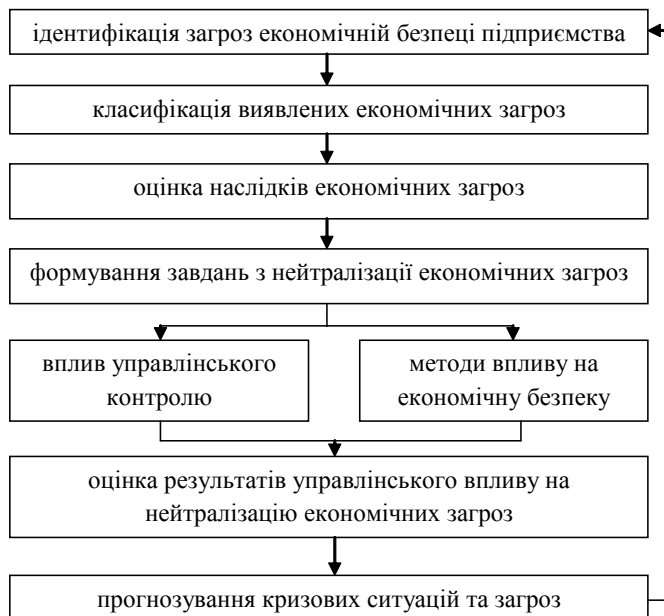 ідентифікація загроз економічній безпеці підприємства
класифікація виявлених економічних загроз
оцінка наслідків економічних загроз
формування завдань з нейтралізації економічних загроз
вплив управлінського
контролю
методи впливу на
економічну безпеку
оцінка результатів управлінського впливу на
нейтралізацію економічних загроз
прогнозування кризових ситуацій та загроз